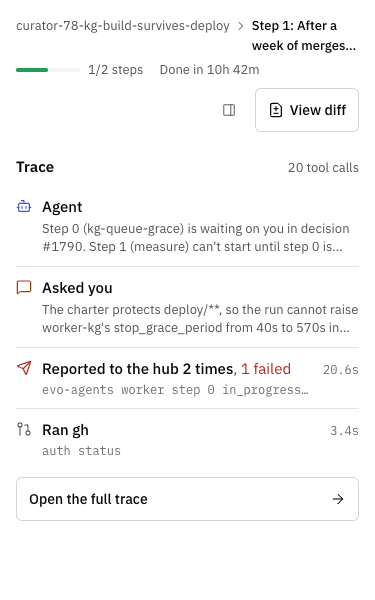 curator-78-kg-build-survives-deploy > Step 1: After a
week of merges…
1/2 steps Done in 10h 42m
View diff
Trace 20 tool calls
Agent
Step 0 (kg-queue-grace) is waiting on you in decision
#1790. Step 1 (measure) can't start until step 0 is…
Asked you
The charter protects deploy/**, so the run cannot raise
worker-kg's stop_grace_period from 40s to 570s in…
Reported to the hub 2 times, 1 failed 20.6s
evo-agents worker step 0 in_progress…
Ran gh 3.4s
auth status
Open the full trace